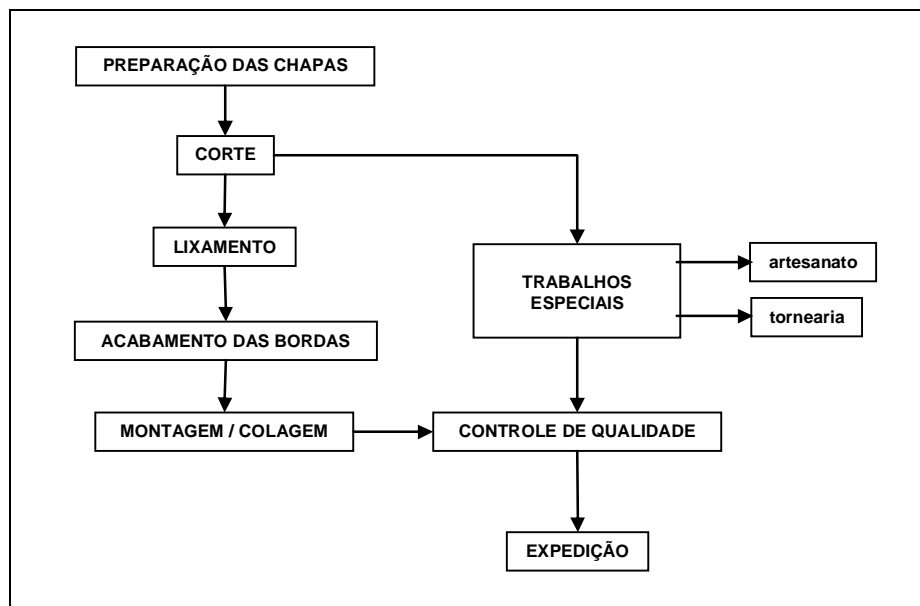 PREPARAÇÃO DAS CHAPAS
CORTE
LIXAMENTO
TRABALHOS
ESPECIAIS
artesanato
tornearia
ACABAMENTO DAS BORDAS
MONTAGEM / COLAGEM
CONTROLE DE QUALIDADE
EXPEDIÇÃO